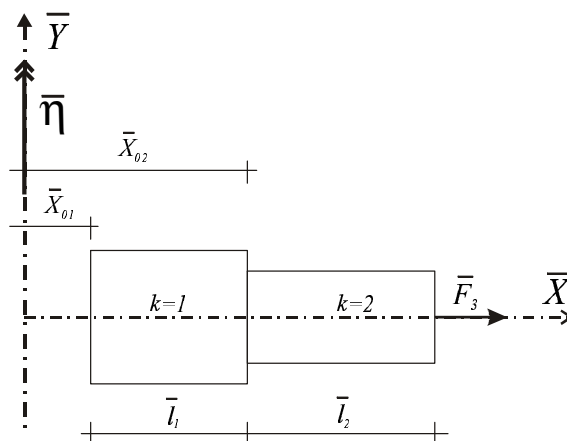 Y̅
η̅
X̅₀₂
X̅₀₁
k=1
k=2
F̅₃
X̅
l̅₁
l̅₂